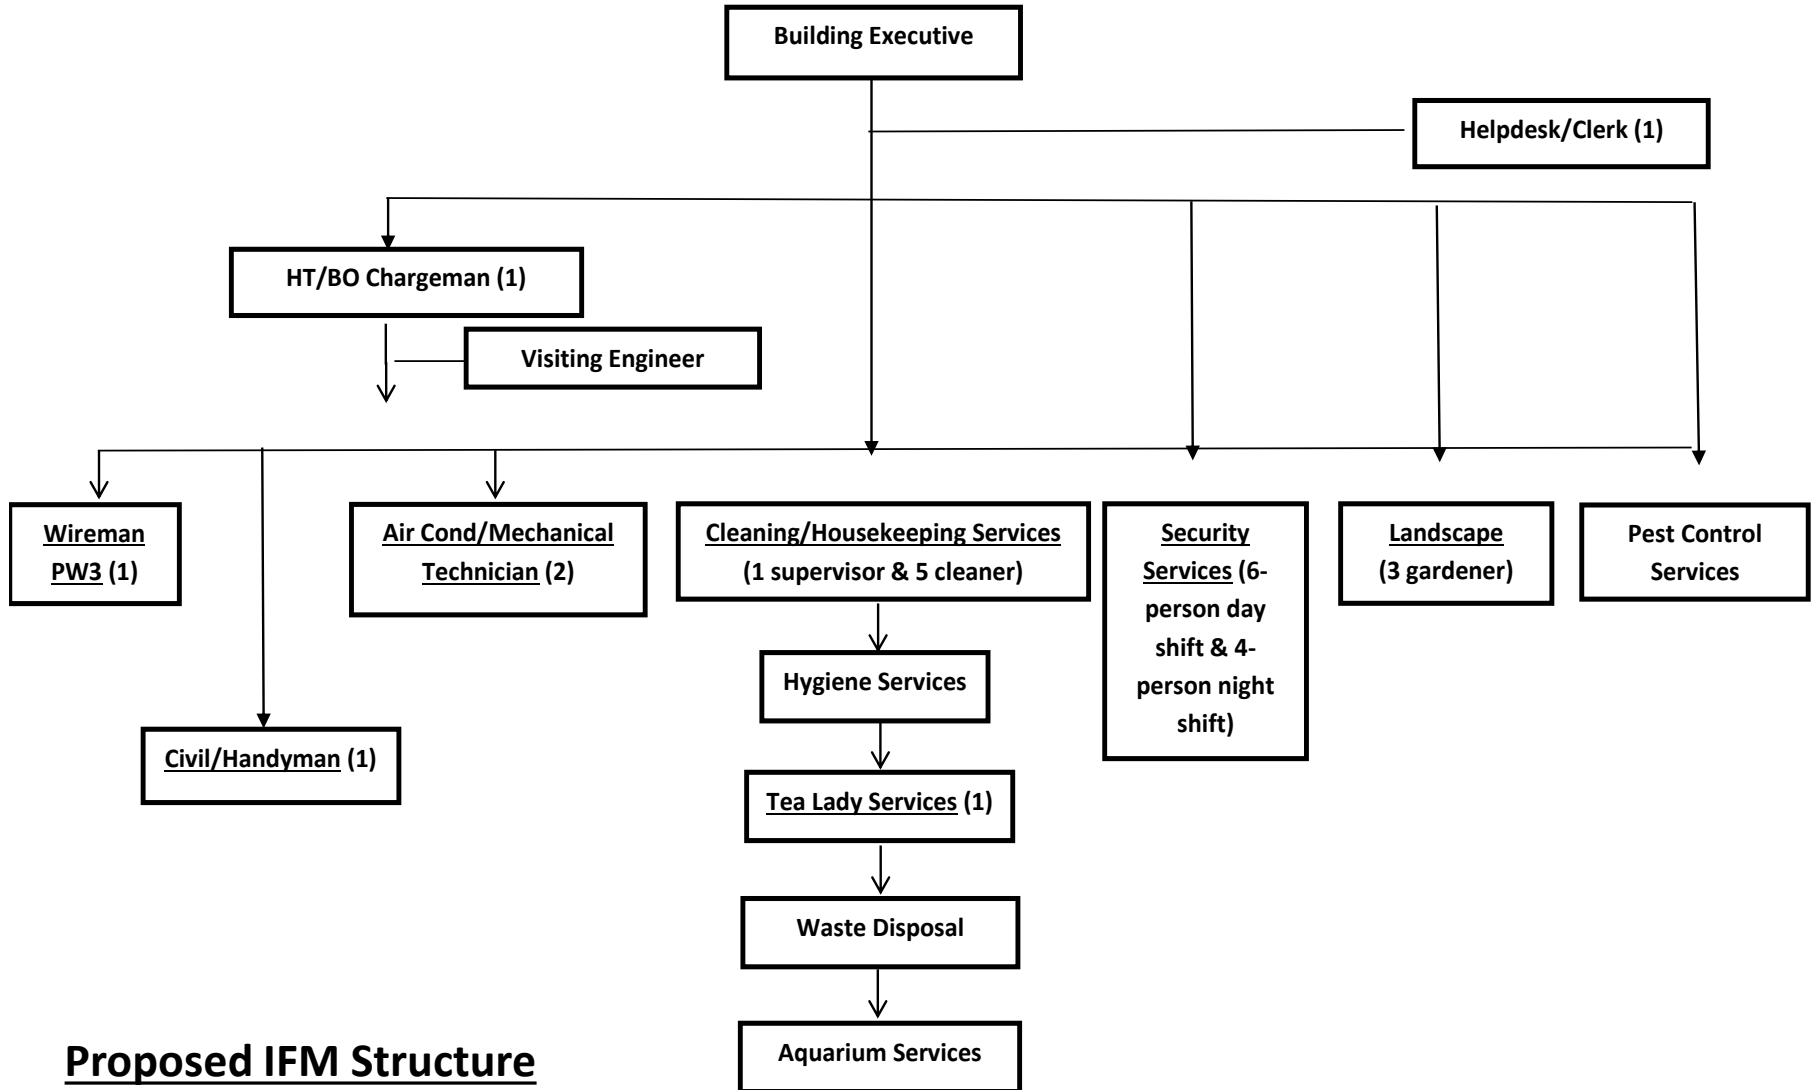 Building Executive
Helpdesk/Clerk (1)
HT/BO Chargeman (1)
Visiting Engineer
Wireman
PW3 (1)
Air Cond/Mechanical
Technician (2)
Cleaning/Housekeeping Services
(1 supervisor & 5 cleaner)
Security
Services (6-
person day
shift & 4-
person night
shift)
Landscape
(3 gardener)
Pest Control
Services
Hygiene Services
Civil/Handyman (1)
Tea Lady Services (1)
Waste Disposal
Aquarium Services
Proposed IFM Structure